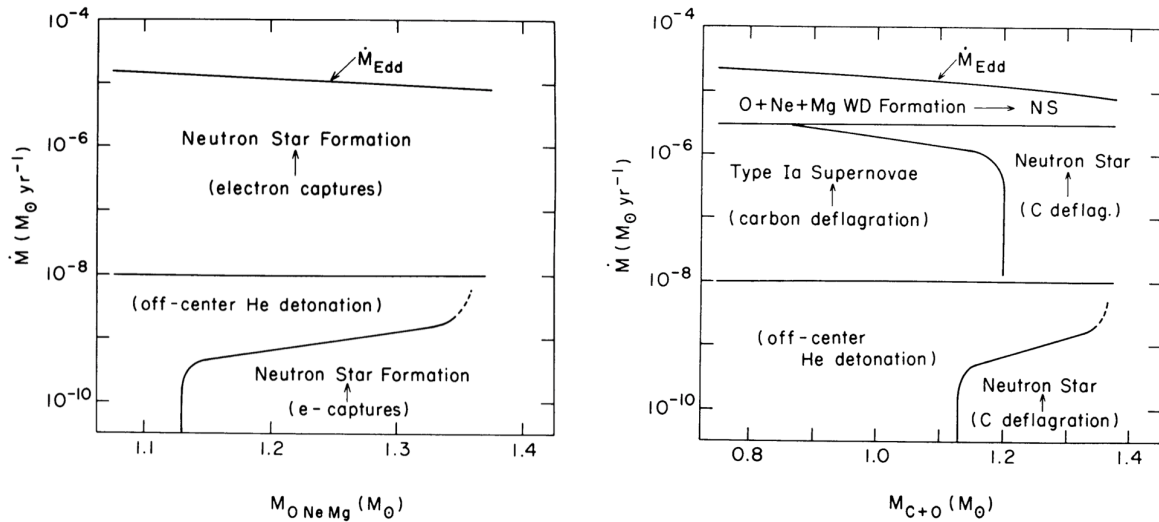 10⁻⁴
Ṁ_Edd
Neutron Star Formation
10⁻⁶
(electron captures)
Ṁ (M⊙ yr⁻¹)
10⁻⁸
(off-center He detonation)
Neutron Star Formation
10⁻¹⁰
(e-captures)
1.1 1.2 1.3 1.4
M_O Ne Mg (M⊙)
10⁻⁴
Ṁ_Edd
O+Ne+Mg WD Formation → NS
10⁻⁶
Neutron Star
Type Ia Supernovae
(C deflag.)
(carbon deflagration)
Ṁ (M⊙ yr⁻¹)
10⁻⁸
(off-center
He detonation)
Neutron Star
10⁻¹⁰
(C deflagration)
0.8 1.0 1.2 1.4
M_C+O (M⊙)